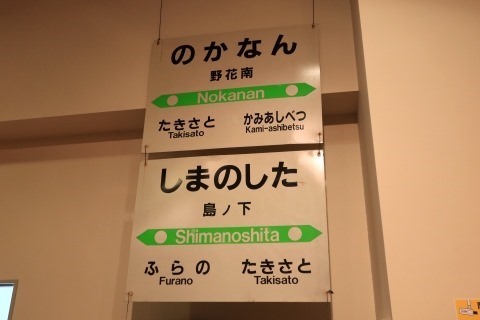 のかなん
野花南
Nokanan
たきさと かみあしべつ
Takisato Kami-ashibetsu
しまのした
島ノ下
Shimanoshita
ふらの たきさと
Furano Takisato